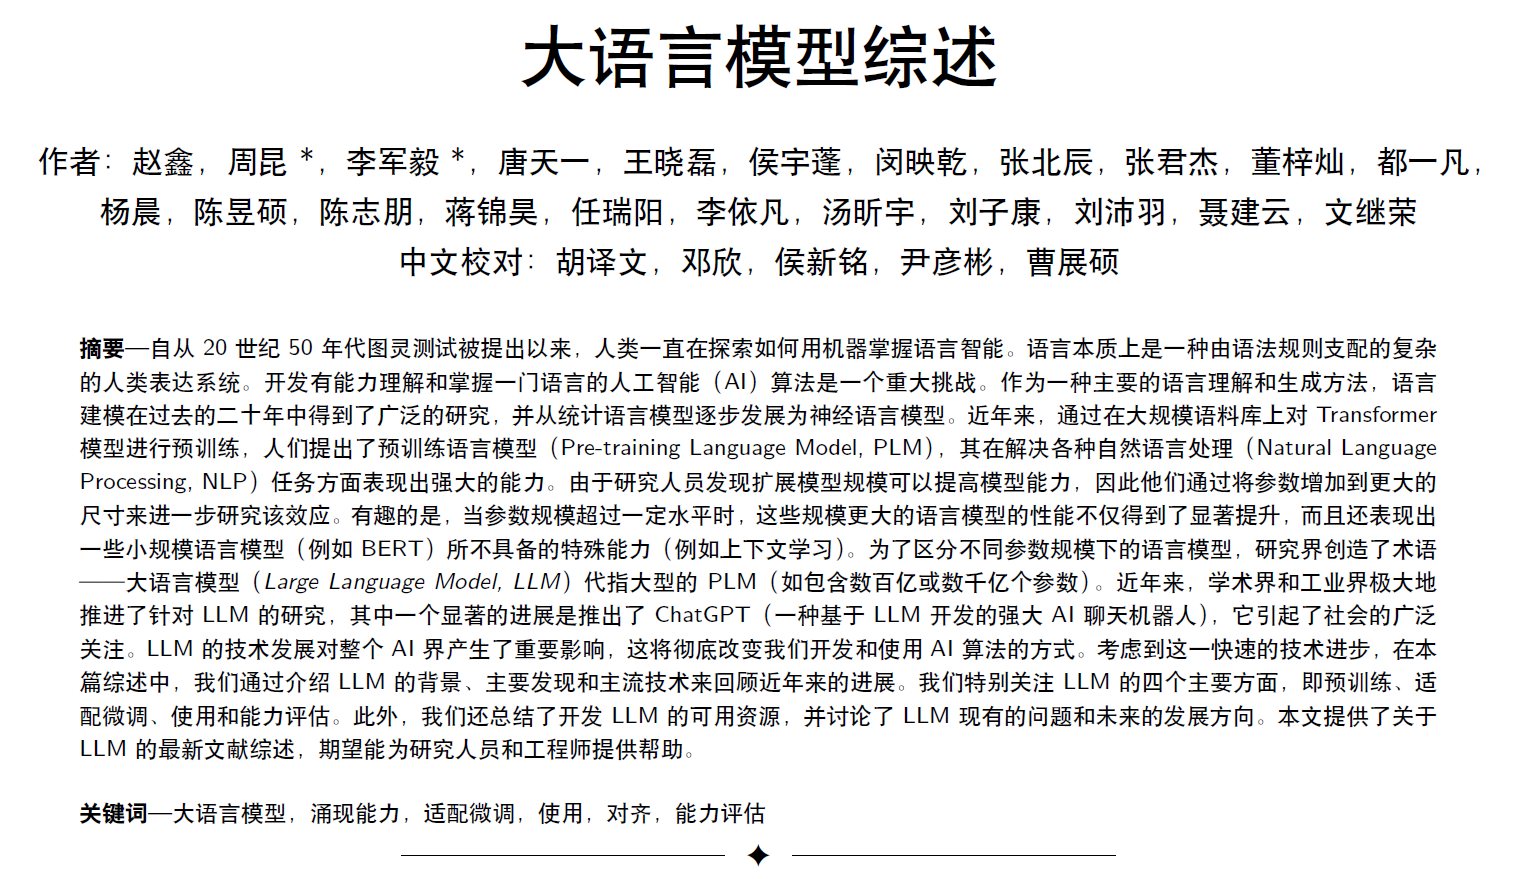 大语言模型综述
作者：赵鑫，周昆 *，李军毅 *，唐天一，王晓磊，侯宇蓬，闵映乾，张北辰，张君杰，董梓灿，都一凡，
杨晨，陈昱硕，陈志朋，蒋锦昊，任瑞阳，李依凡，汤昕宇，刘子康，刘沛羽，聂建云，文继荣
中文校对：胡译文，邓欣，侯新铭，尹彦彬，曹展硕
摘要—自从 20 世纪 50 年代图灵测试被提出以来，人类一直在探索如何用机器掌握语言智能。语言本质上是一种由语法规则支配的复杂
的人类表达系统。开发有能力理解和掌握一门语言的人工智能（AI）算法是一个重大挑战。作为一种主要的语言理解和生成方法，语言
建模在过去的二十年中得到了广泛的研究，并从统计语言模型逐步发展为神经语言模型。近年来，通过在大规模语料库上对 Transformer
模型进行预训练，人们提出了预训练语言模型（Pre-training Language Model, PLM），其在解决各种自然语言处理（Natural Language
Processing, NLP）任务方面表现出强大的能力。由于研究人员发现扩展模型规模可以提高模型能力，因此他们通过将参数增加到更大的
尺寸来进一步研究该效应。有趣的是，当参数规模超过一定水平时，这些规模更大的语言模型的性能不仅得到了显著提升，而且还表现出
一些小规模语言模型（例如 BERT）所不具备的特殊能力（例如上下文学习）。为了区分不同参数规模下的语言模型，研究界创造了术语
——大语言模型（Large Language Model, LLM）代指大型的 PLM（如包含数百亿或数千亿个参数）。近年来，学术界和工业界极大地
推进了针对 LLM 的研究，其中一个显著的进展是推出了 ChatGPT（一种基于 LLM 开发的强大 AI 聊天机器人），它引起了社会的广泛
关注。LLM 的技术发展对整个 AI 界产生了重要影响，这将彻底改变我们开发和使用 AI 算法的方式。考虑到这一快速的技术进步，在本
篇综述中，我们通过介绍 LLM 的背景、主要发现和主流技术来回顾近年来的进展。我们特别关注 LLM 的四个主要方面，即预训练、适
配微调、使用和能力评估。此外，我们还总结了开发 LLM 的可用资源，并讨论了 LLM 现有的问题和未来的发展方向。本文提供了关于
LLM 的最新文献综述，期望能为研究人员和工程师提供帮助。
关键词—大语言模型，涌现能力，适配微调，使用，对齐，能力评估